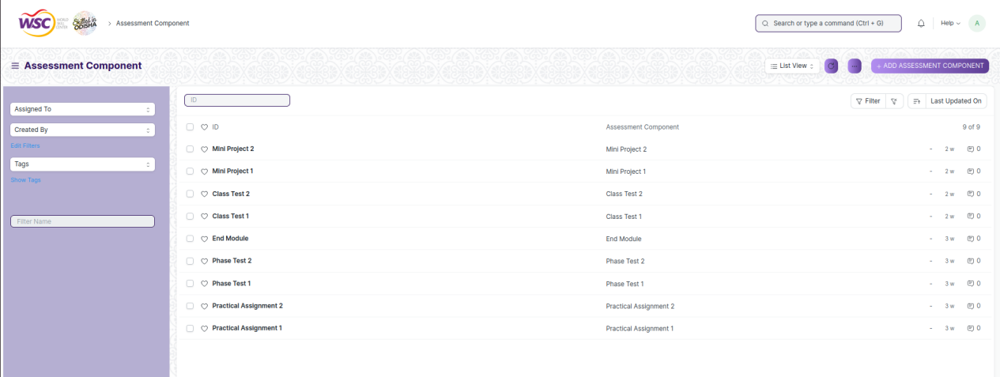 WSC WORLD SKILL CENTER Skilled in ODISHA > Assessment Component Search or type a command (Ctrl + G) Help A
Assessment Component List View + ADD ASSESSMENT COMPONENT
Assigned To
Created By
Edit Filters
Tags
Show Tags
Filter Name
ID Filter Last Updated On
ID Assessment Component 9 of 9
Mini Project 2 Mini Project 2 - 2 w 0
Mini Project 1 Mini Project 1 - 2 w 0
Class Test 2 Class Test 2 - 2 w 0
Class Test 1 Class Test 1 - 2 w 0
End Module End Module - 3 w 0
Phase Test 2 Phase Test 2 - 3 w 0
Phase Test 1 Phase Test 1 - 3 w 0
Practical Assignment 2 Practical Assignment 2 - 3 w 0
Practical Assignment 1 Practical Assignment 1 - 3 w 0